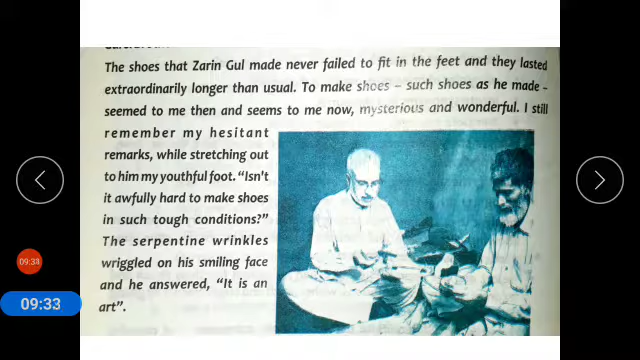 The shoes that Zarin Gul made never failed to fit in the feet and they lasted
extraordinarily longer than usual. To make shoes – such shoes as he made –
seemed to me then and seems to me now, mysterious and wonderful. I still
remember my hesitant
remarks, while stretching out
to him my youthful foot. “Isn't
it awfully hard to make shoes
in such tough conditions?”
The serpentine wrinkles
wriggled on his smiling face
and he answered, “It is an
art”.
09:33
09:33